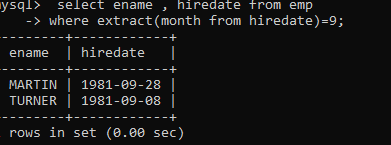 mysql>  select ename , hiredate from emp
    -> where extract(month from hiredate)=9;
--------+------------+
 ename  | hiredate   |
--------+------------+
 MARTIN | 1981-09-28 |
 TURNER | 1981-09-08 |
--------+------------+
rows in set (0.00 sec)